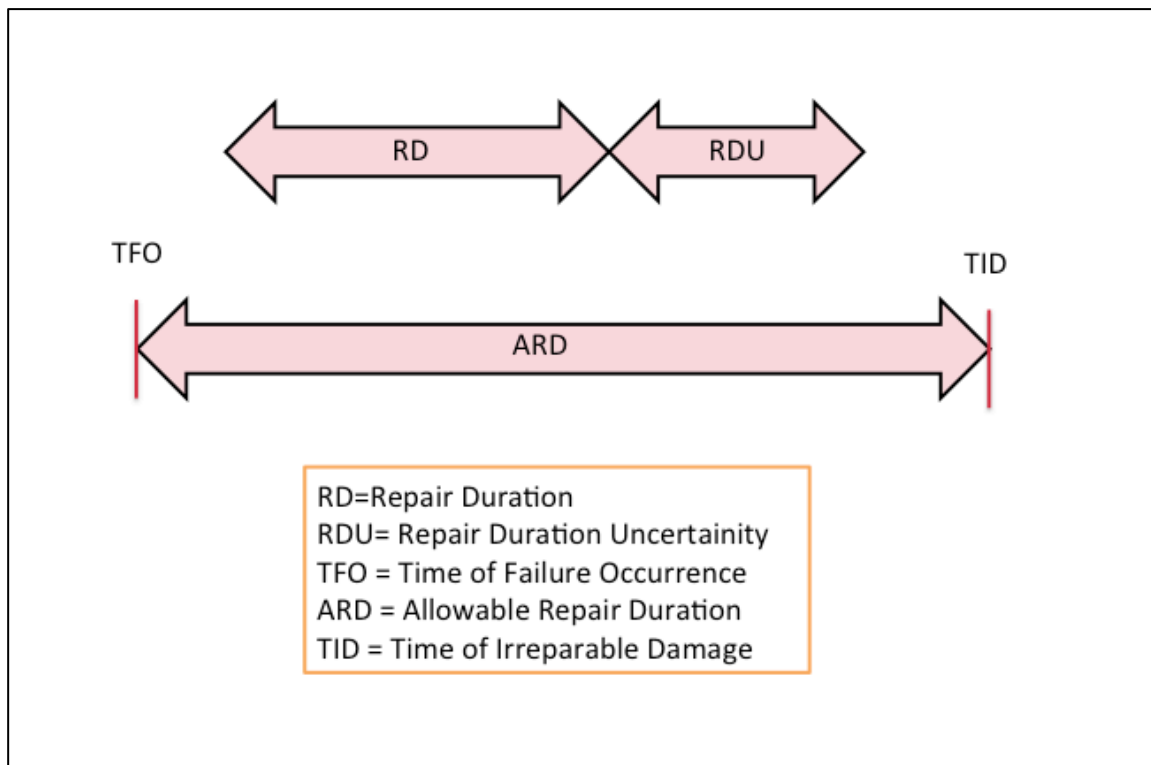 RD
RDU
TFO
TID
ARD
RD=Repair Duration
RDU= Repair Duration Uncertainity
TFO = Time of Failure Occurrence
ARD = Allowable Repair Duration
TID = Time of Irreparable Damage